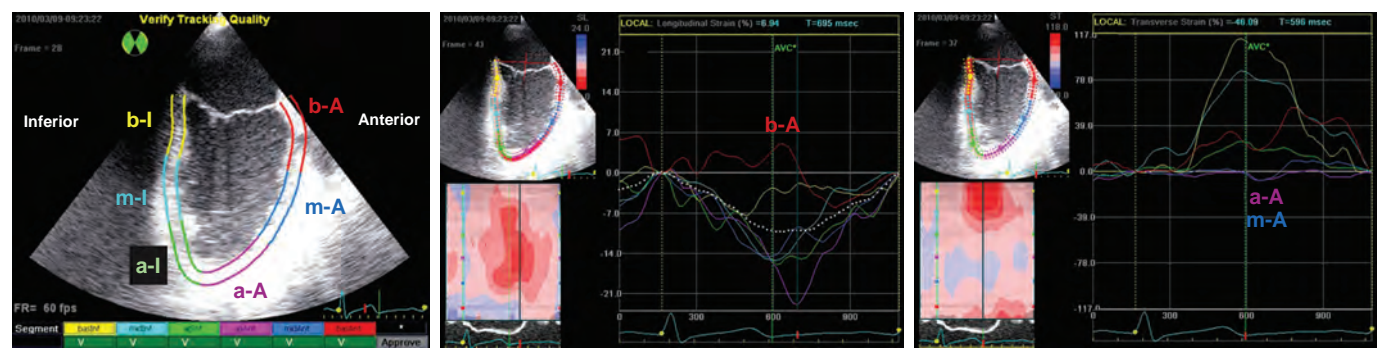 2010/03/09-09:23:22
Verify Tracking Quality
Frame = 28
Inferior
b-I
b-A
Anterior
m-I
m-A
a-I
a-A
FR= 60 fps
Segment basInf midInf apInf apAnt midAnt basAnt *
V V V V V V Approve
2010/03/09-09:23:22
SL
24.0
Frame = 43
LOCAL: Longitudinal Strain (%) =6.94 T=695 msec
AVC*
21.0
14.0
7.0
0.0
-7.0
-14.0
-21.0
b-A
300
600
900
2010/03/09-09:23:22
ST
118.0
Frame = 37
LOCAL: Transverse Strain (%) =-46.09 T=596 msec
AVC*
117.0
78.0
39.0
0.0
-39.0
-78.0
-117.0
a-A
m-A
300
600
900